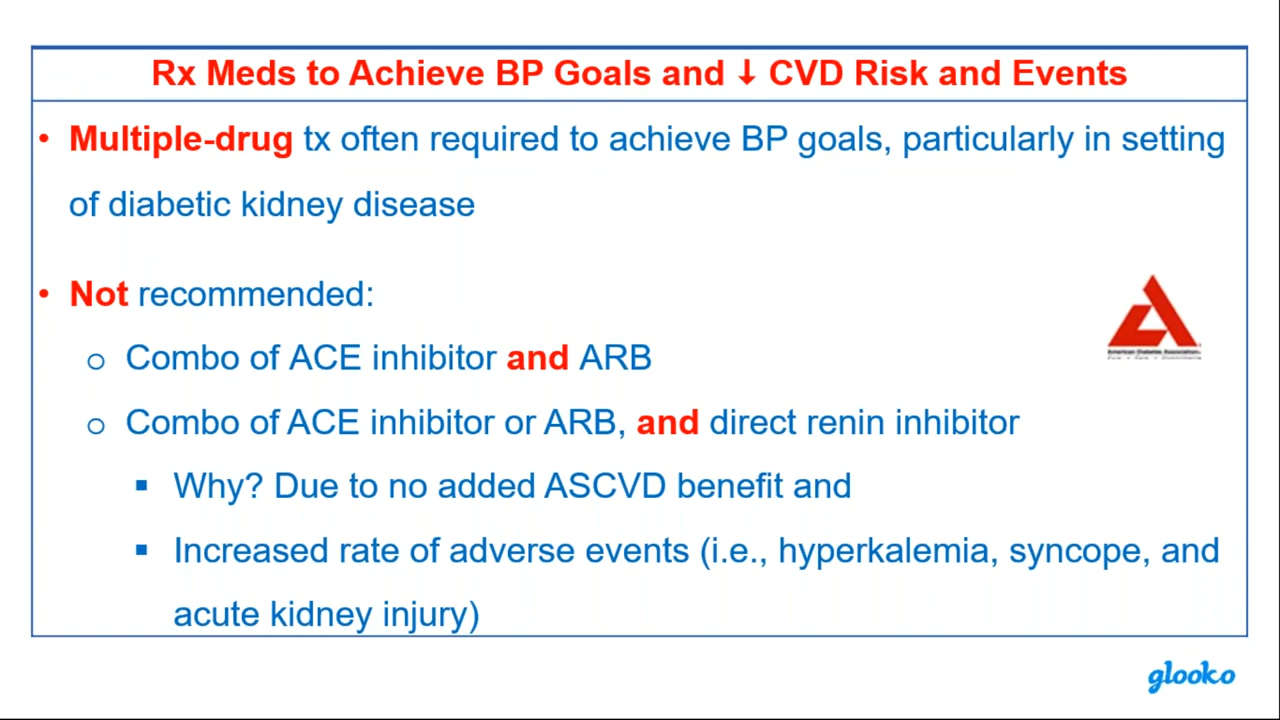 Rx Meds to Achieve BP Goals and ↓ CVD Risk and Events
• Multiple-drug tx often required to achieve BP goals, particularly in setting
of diabetic kidney disease
• Not recommended:
o Combo of ACE inhibitor and ARB
o Combo of ACE inhibitor or ARB, and direct renin inhibitor
▪ Why? Due to no added ASCVD benefit and
▪ Increased rate of adverse events (i.e., hyperkalemia, syncope, and
acute kidney injury)
American Diabetes Association.
glooko